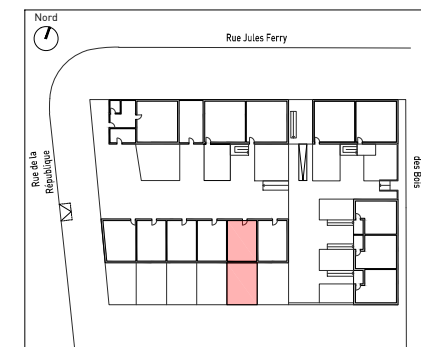 Nord
Rue Jules Ferry
Rue de la
République
des Bois